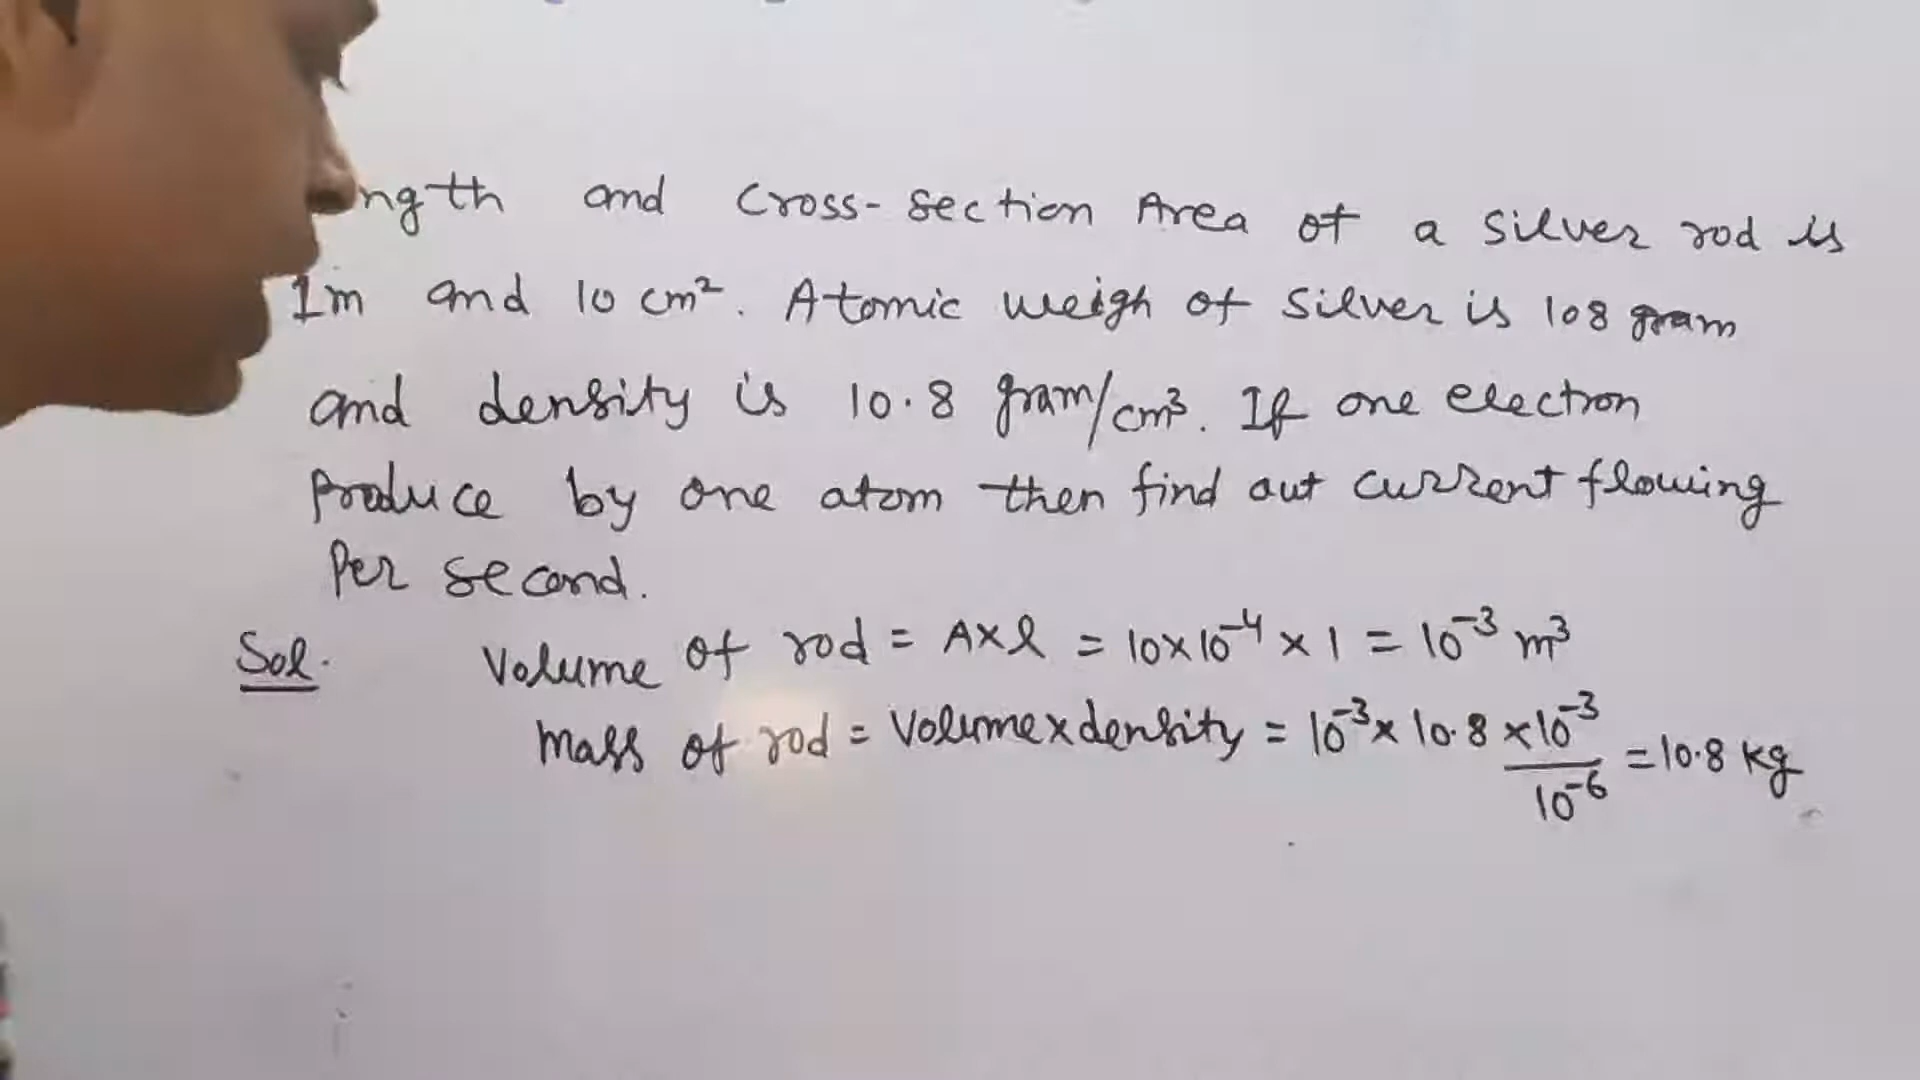 ngth and Cross-section Area of a silver rod is
1m and 10 cm². Atomic weigh of silver is 108 gram
and density is 10.8 gram/cm³. If one electron
produce by one atom then find out current flowing
Per second.
Sol. Volume of rod = A×l = 10×10⁻⁴ × 1 = 10⁻³ m³
mass of rod = Volume×density = 10⁻³× 10.8 ×10⁻³/10⁻⁶ = 10.8 kg